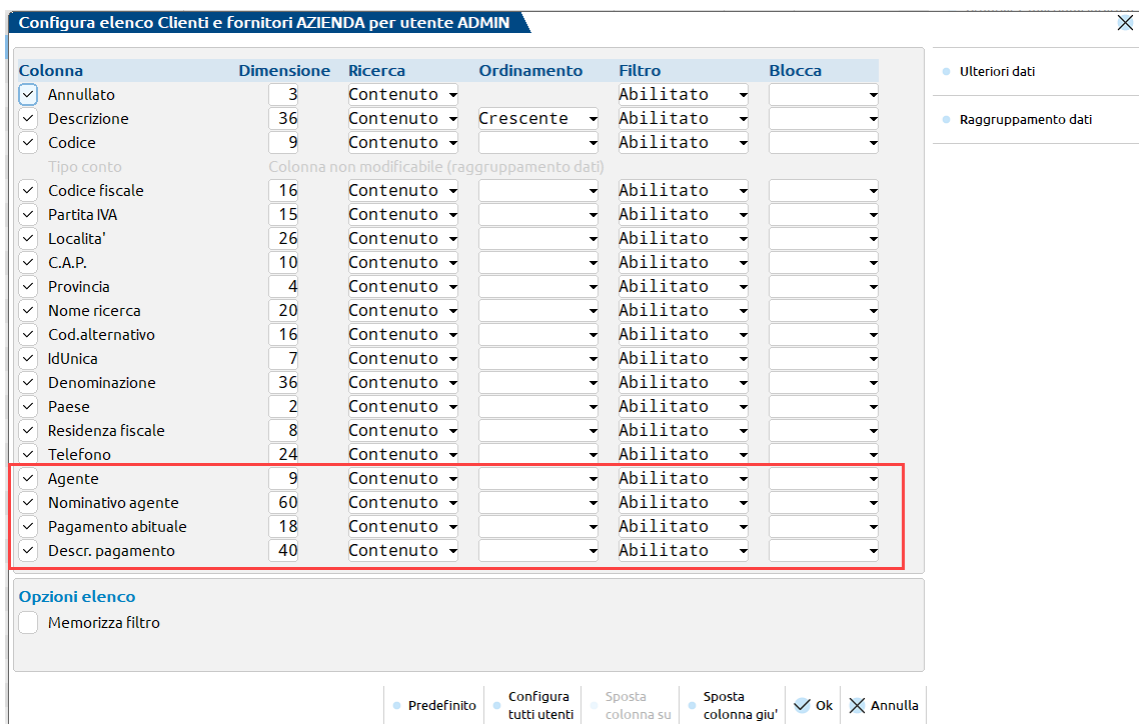 Configura elenco Clienti e fornitori AZIENDA per utente ADMIN
Colonna Dimensione Ricerca Ordinamento Filtro Blocca
Annullato 3 Contenuto Abilitato
Descrizione 36 Contenuto Crescente Abilitato
Codice 9 Contenuto Abilitato
Tipo conto Colonna non modificabile (raggruppamento dati)
Codice fiscale 16 Contenuto Abilitato
Partita IVA 15 Contenuto Abilitato
Localita' 26 Contenuto Abilitato
C.A.P. 10 Contenuto Abilitato
Provincia 4 Contenuto Abilitato
Nome ricerca 20 Contenuto Abilitato
Cod.alternativo 16 Contenuto Abilitato
IdUnica 7 Contenuto Abilitato
Denominazione 36 Contenuto Abilitato
Paese 2 Contenuto Abilitato
Residenza fiscale 8 Contenuto Abilitato
Telefono 24 Contenuto Abilitato
Agente 9 Contenuto Abilitato
Nominativo agente 60 Contenuto Abilitato
Pagamento abituale 18 Contenuto Abilitato
Descr. pagamento 40 Contenuto Abilitato
Opzioni elenco
Memorizza filtro
Ulteriori dati
Raggruppamento dati
Predefinito
Configura
tutti utenti
Sposta
colonna su
Sposta
colonna giu'
Ok
Annulla